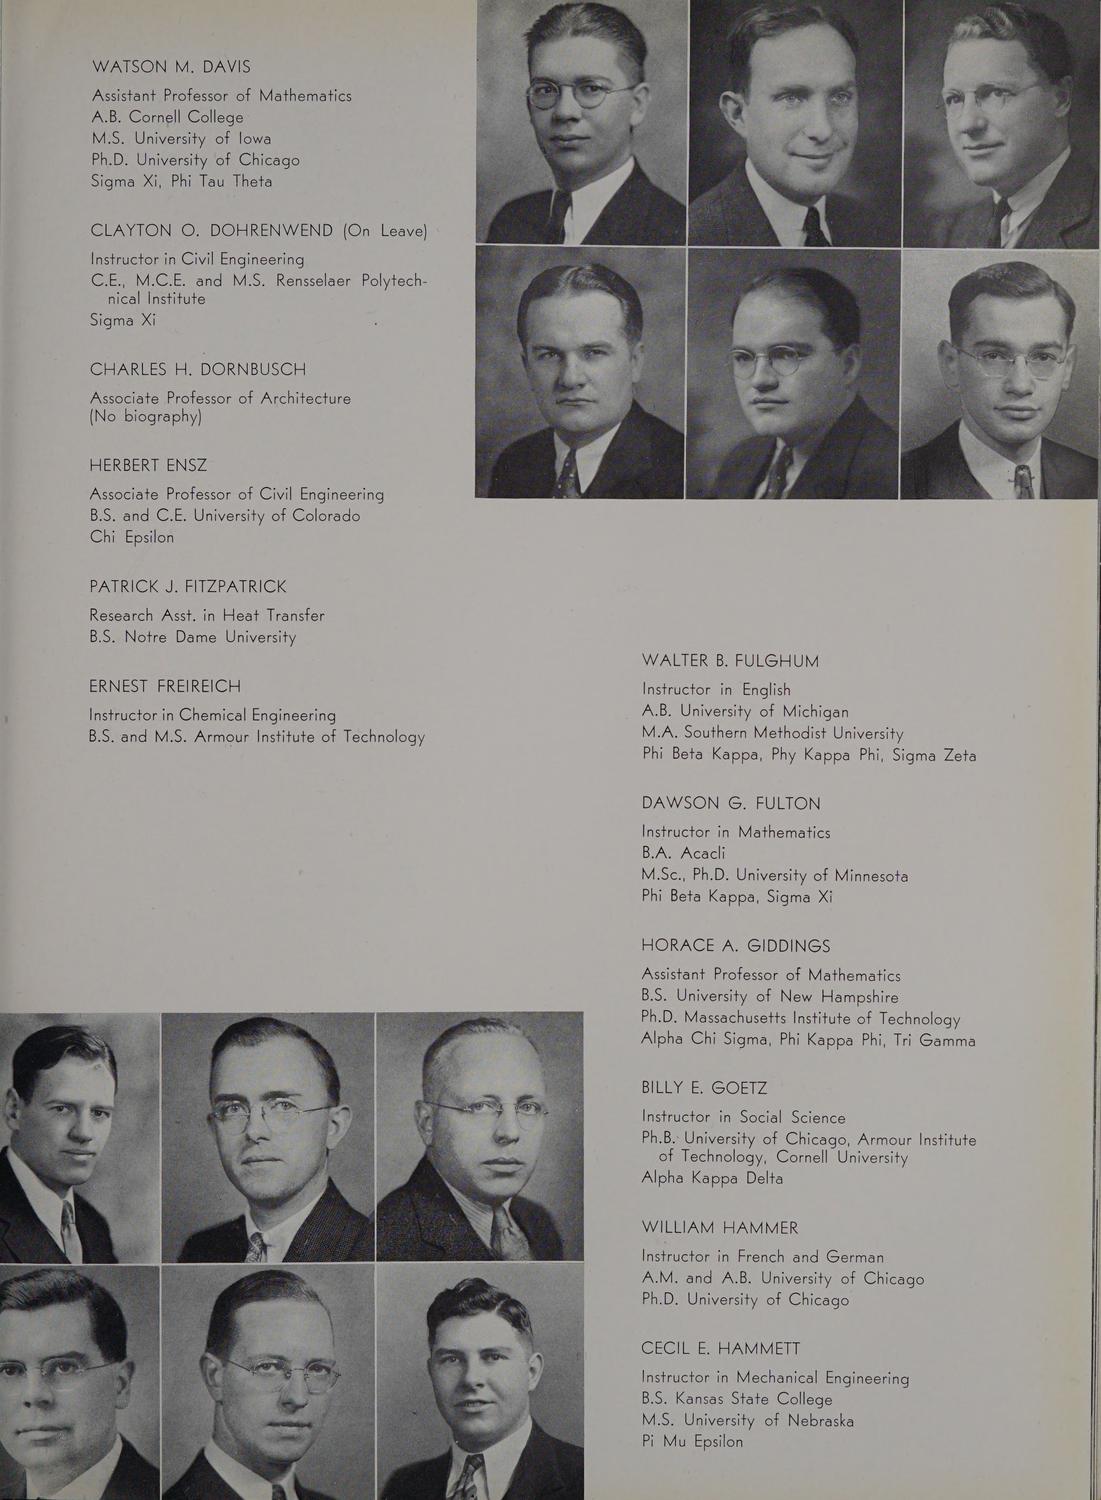 WATSON M. DAVIS
Assistant Professor of Mathematics
A.B. Cornell College
M.S. University of Iowa
Ph.D. University of Chicago
Sigma Xi, Phi Tau Theta
CLAYTON O. DOHRENWEND (On Leave)
Instructor in Civil Engineering
C.E., M.C.E. and M.S. Rensselaer Polytech-
nical Institute
Sigma Xi
CHARLES H. DORNBUSCH
Associate Professor of Architecture
(No biography)
HERBERT ENSZ
Associate Professor of Civil Engineering
B.S. and C.E. University of Colorado
Chi Epsilon
PATRICK J. FITZPATRICK
Research Asst. in Heat Transfer
B.S. Notre Dame University
ERNEST FREIREICH
Instructor in Chemical Engineering
B.S. and M.S. Armour Institute of Technology
WALTER B. FULGHUM
Instructor in English
A.B. University of Michigan
M.A. Southern Methodist University
Phi Beta Kappa, Phy Kappa Phi, Sigma Zeta
DAWSON G. FULTON
Instructor in Mathematics
B.A. Acacli
M.Sc., Ph.D. University of Minnesota
Phi Beta Kappa, Sigma Xi
HORACE A. GIDDINGS
Assistant Professor of Mathematics
B.S. University of New Hampshire
Ph.D. Massachusetts Institute of Technology
Alpha Chi Sigma, Phi Kappa Phi, Tri Gamma
BILLY E. GOETZ
Instructor in Social Science
Ph.B. University of Chicago, Armour Institute
of Technology, Cornell University
Alpha Kappa Delta
WILLIAM HAMMER
Instructor in French and German
A.M. and A.B. University of Chicago
Ph.D. University of Chicago
CECIL E. HAMMETT
Instructor in Mechanical Engineering
B.S. Kansas State College
M.S. University of Nebraska
Pi Mu Epsilon